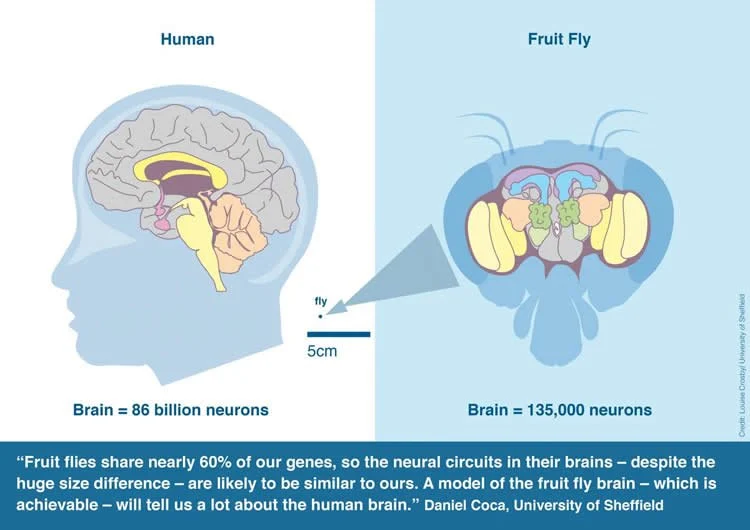 Human
Fruit Fly
fly
5cm
Brain = 86 billion neurons
Brain = 135,000 neurons
Credit: Louise Crosby/ University of Sheffield
“Fruit flies share nearly 60% of our genes, so the neural circuits in their brains – despite the
huge size difference – are likely to be similar to ours. A model of the fruit fly brain – which is
achievable – will tell us a lot about the human brain.” Daniel Coca, University of Sheffield